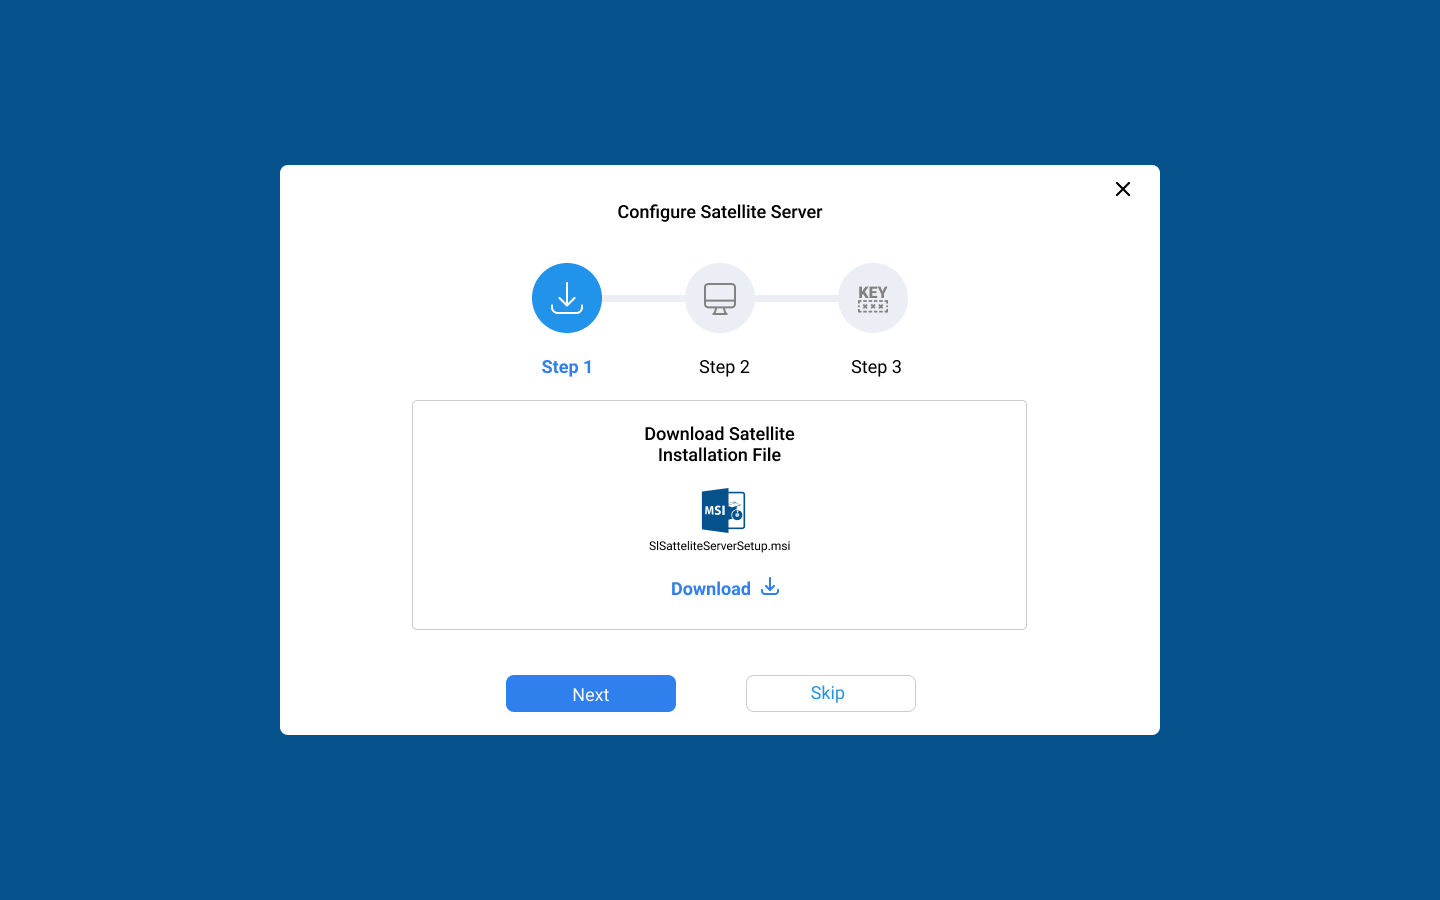 Configure Satellite Server
KEY
Step 1
Step 2
Step 3
Download Satellite
Installation File
MSI
SISatteliteServerSetup.msi
Download
Next
Skip